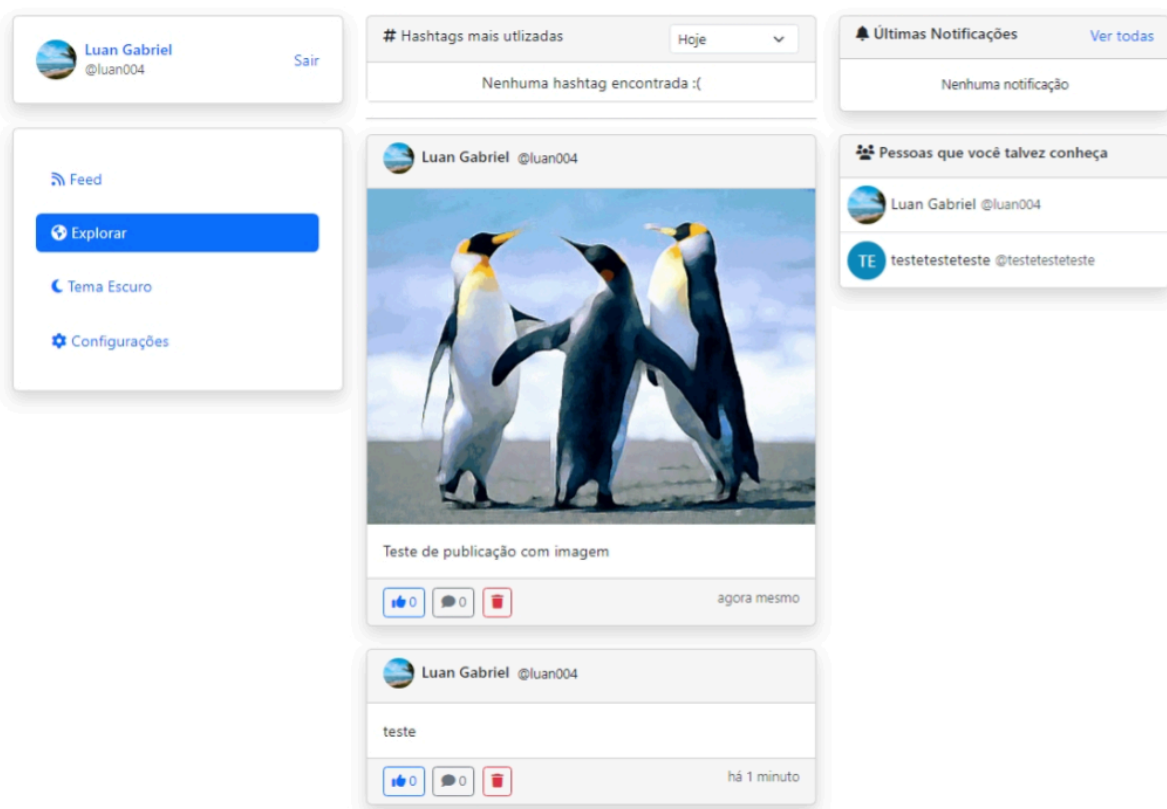 Luan Gabriel
@luan004
Sair
Feed
Explorar
Tema Escuro
Configurações
# Hashtags mais utlizadas
Hoje
Nenhuma hashtag encontrada :(
Luan Gabriel @luan004
Teste de publicação com imagem
0 0
agora mesmo
Luan Gabriel @luan004
teste
0 0
há 1 minuto
Últimas Notificações
Ver todas
Nenhuma notificação
Pessoas que você talvez conheça
Luan Gabriel @luan004
TE testetesteteste @testetesteteste